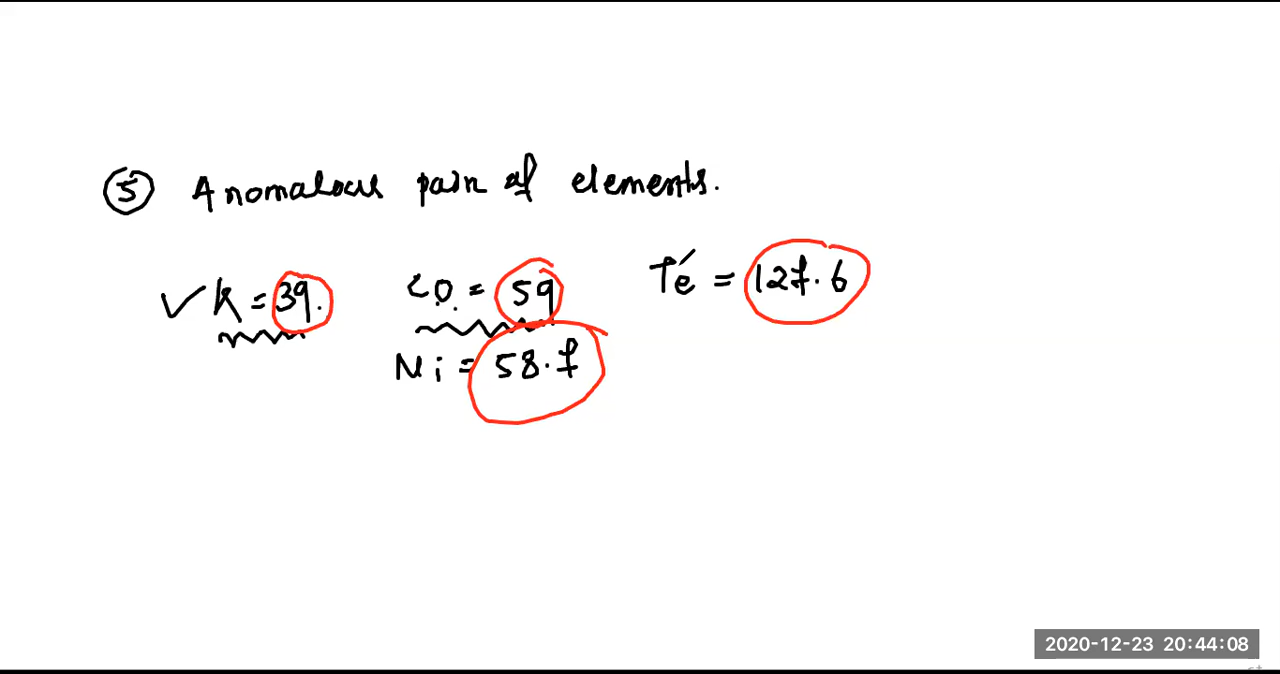 ⑤ Anomalous pair of elements.
✓ K = 39. Co = 59 Te = 127.6
Ni = 58.7
2020-12-23 20:44:08